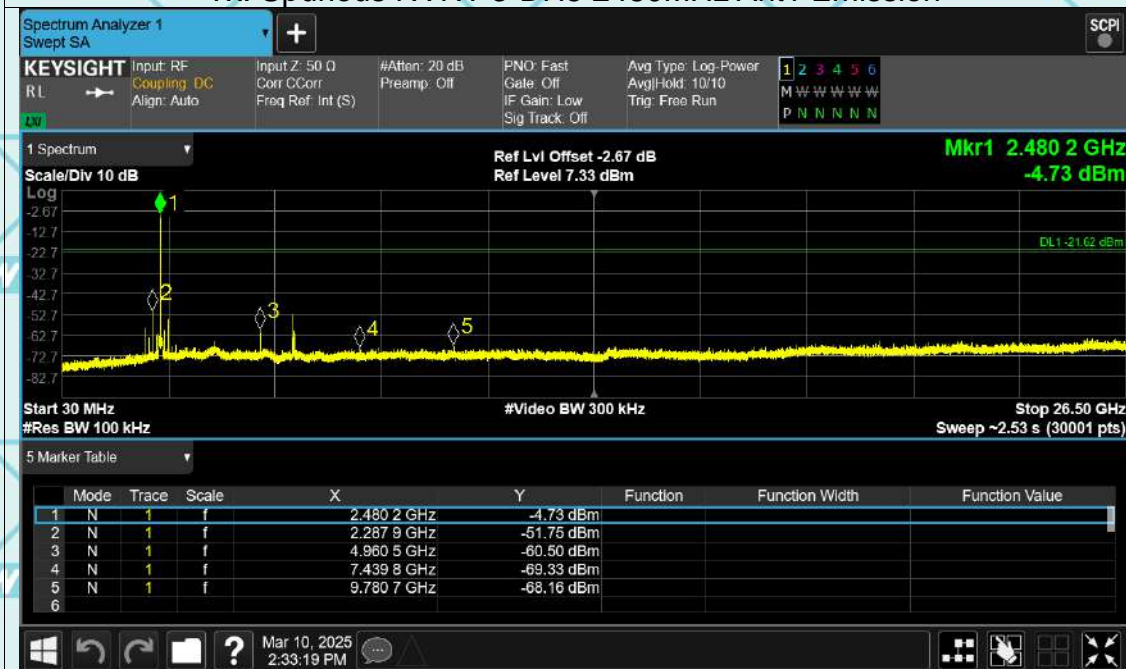 Spectrum Analyzer 1
Swept SA
+
SCPI
KEYSIGHT
RL
LXI
Input: RF
Coupling: DC
Align: Auto
Input Z: 50 Ω
Corr CCorr
Freq Ref: Int (S)
#Atten: 20 dB
Preamp: Off
PNO: Fast
Gate: Off
IF Gain: Low
Sig Track: Off
Avg Type: Log-Power
Avg|Hold: 10/10
Trig: Free Run
1 2 3 4 5 6
M W W W W W W
P N N N N N
1 Spectrum
Scale/Div 10 dB
Log
Ref Lvl Offset -2.67 dB
Ref Level 7.33 dBm
Mkr1 2.480 2 GHz
-4.73 dBm
-2.67
-12.7
-22.7
-32.7
-42.7
-52.7
-62.7
-72.7
-82.7
1
2
3
4
5
DL1 -21.62 dBm
Start 30 MHz
#Video BW 300 kHz
Stop 26.50 GHz
#Res BW 100 kHz
Sweep ~2.53 s (30001 pts)
5 Marker Table
Mode Trace Scale X Y Function Function Width Function Value
1 N 1 f 2.480 2 GHz -4.73 dBm
2 N 1 f 2.287 9 GHz -51.75 dBm
3 N 1 f 4.960 5 GHz -60.50 dBm
4 N 1 f 7.439 8 GHz -69.33 dBm
5 N 1 f 9.780 7 GHz -68.16 dBm
6
?
Mar 10, 2025
2:33:19 PM